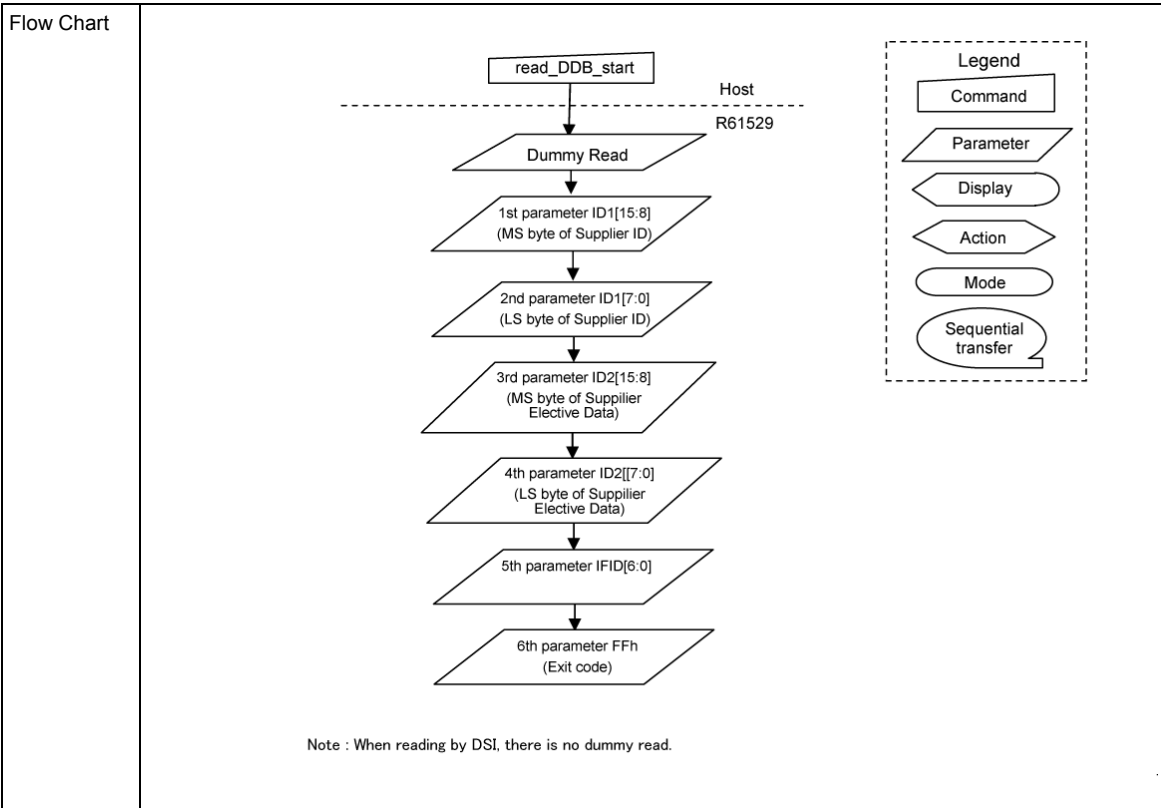 Flow Chart
read_DDB_start
Host
R61529
Dummy Read
1st parameter ID1[15:8]
(MS byte of Supplier ID)
2nd parameter ID1[7:0]
(LS byte of Supplier ID)
3rd parameter ID2[15:8]
(MS byte of Suppilier
Elective Data)
4th parameter ID2[[7:0]
(LS byte of Suppilier
Elective Data)
5th parameter IFID[6:0]
6th parameter FFh
(Exit code)
Note : When reading by DSI, there is no dummy read.
Legend
Command
Parameter
Display
Action
Mode
Sequential
transfer